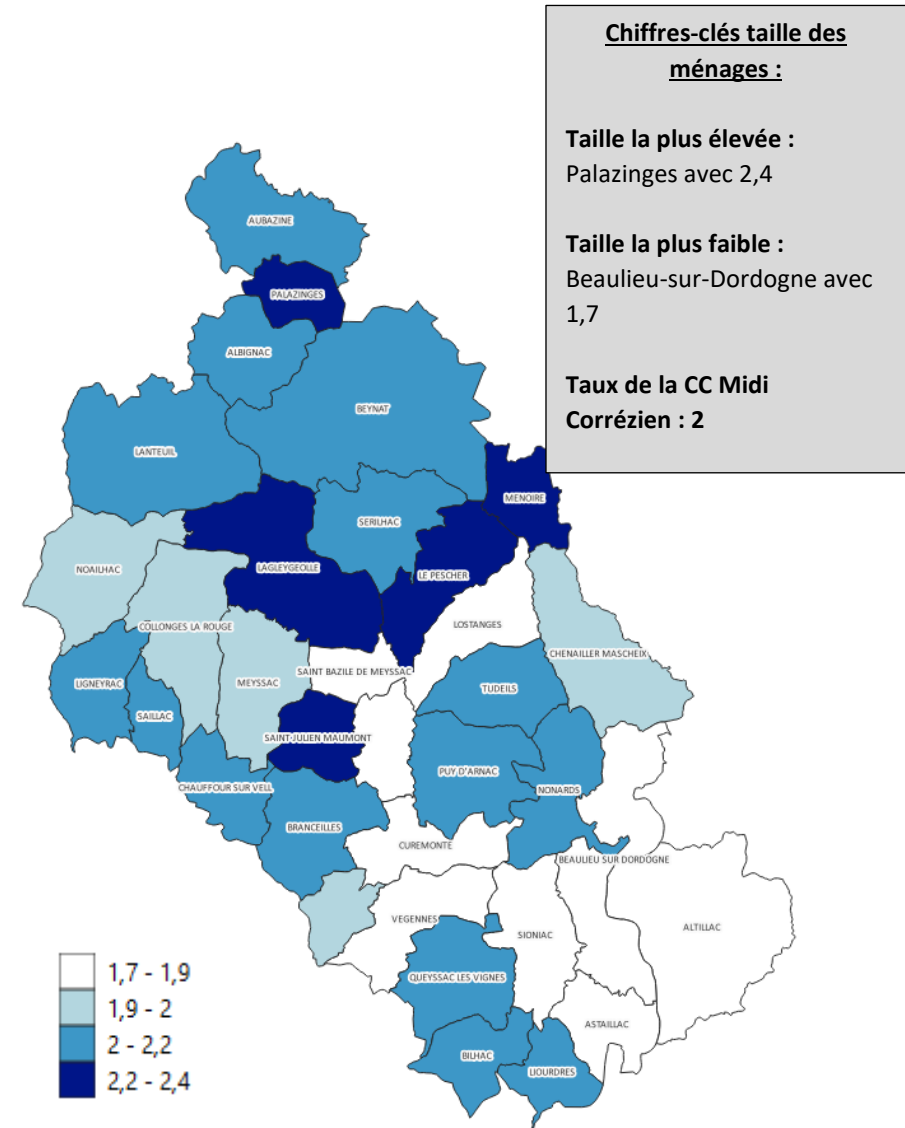 Chiffres-clés taille des
ménages :
Taille la plus élevée :
Palazinges avec 2,4
Taille la plus faible :
Beaulieu-sur-Dordogne avec
1,7
Taux de la CC Midi
Corrézien : 2
AUBAZINE
PALAZINGES
ALBIGNAC
BEYNAT
LANTEUIL
MENOIRE
SERILHAC
NOAILHAC
LAGLEYGEOLLE
LE PESCHER
LOSTANGES
COLLONGES LA ROUGE
CHENAILLER MASCHEIX
SAINT BAZILE DE MEYSSAC
LIGNEYRAC
MEYSSAC
TUDEILS
SAILLAC
SAINT-JULIEN MAUMONT
PUY D'ARNAC
CHAUFFOUR SUR VELL
NONARDS
BRANCEILLES
CUREMONTE
BEAULIEU SUR DORDOGNE
VEGENNES
ALTILLAC
SIONIAC
QUEYSSAC LES VIGNES
ASTAILLAC
BILHAC
LIOURDRES
1,7 - 1,9
1,9 - 2
2 - 2,2
2,2 - 2,4